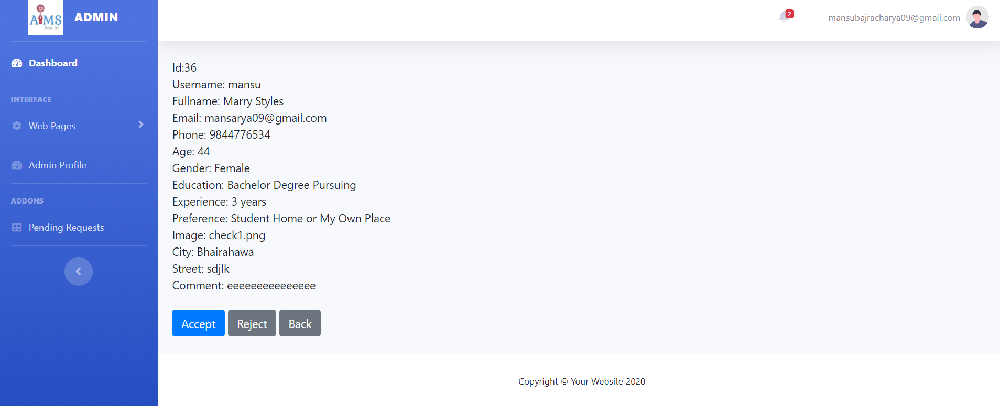 AIMS
Ace it!
ADMIN
2
mansubajracharya09@gmail.com
Dashboard
INTERFACE
Web Pages
Admin Profile
ADDONS
Pending Requests
Id:36
Username: mansu
Fullname: Marry Styles
Email: mansarya09@gmail.com
Phone: 9844776534
Age: 44
Gender: Female
Education: Bachelor Degree Pursuing
Experience: 3 years
Preference: Student Home or My Own Place
Image: check1.png
City: Bhairahawa
Street: sdjlk
Comment: eeeeeeeeeeeeeee
Accept Reject Back
Copyright © Your Website 2020